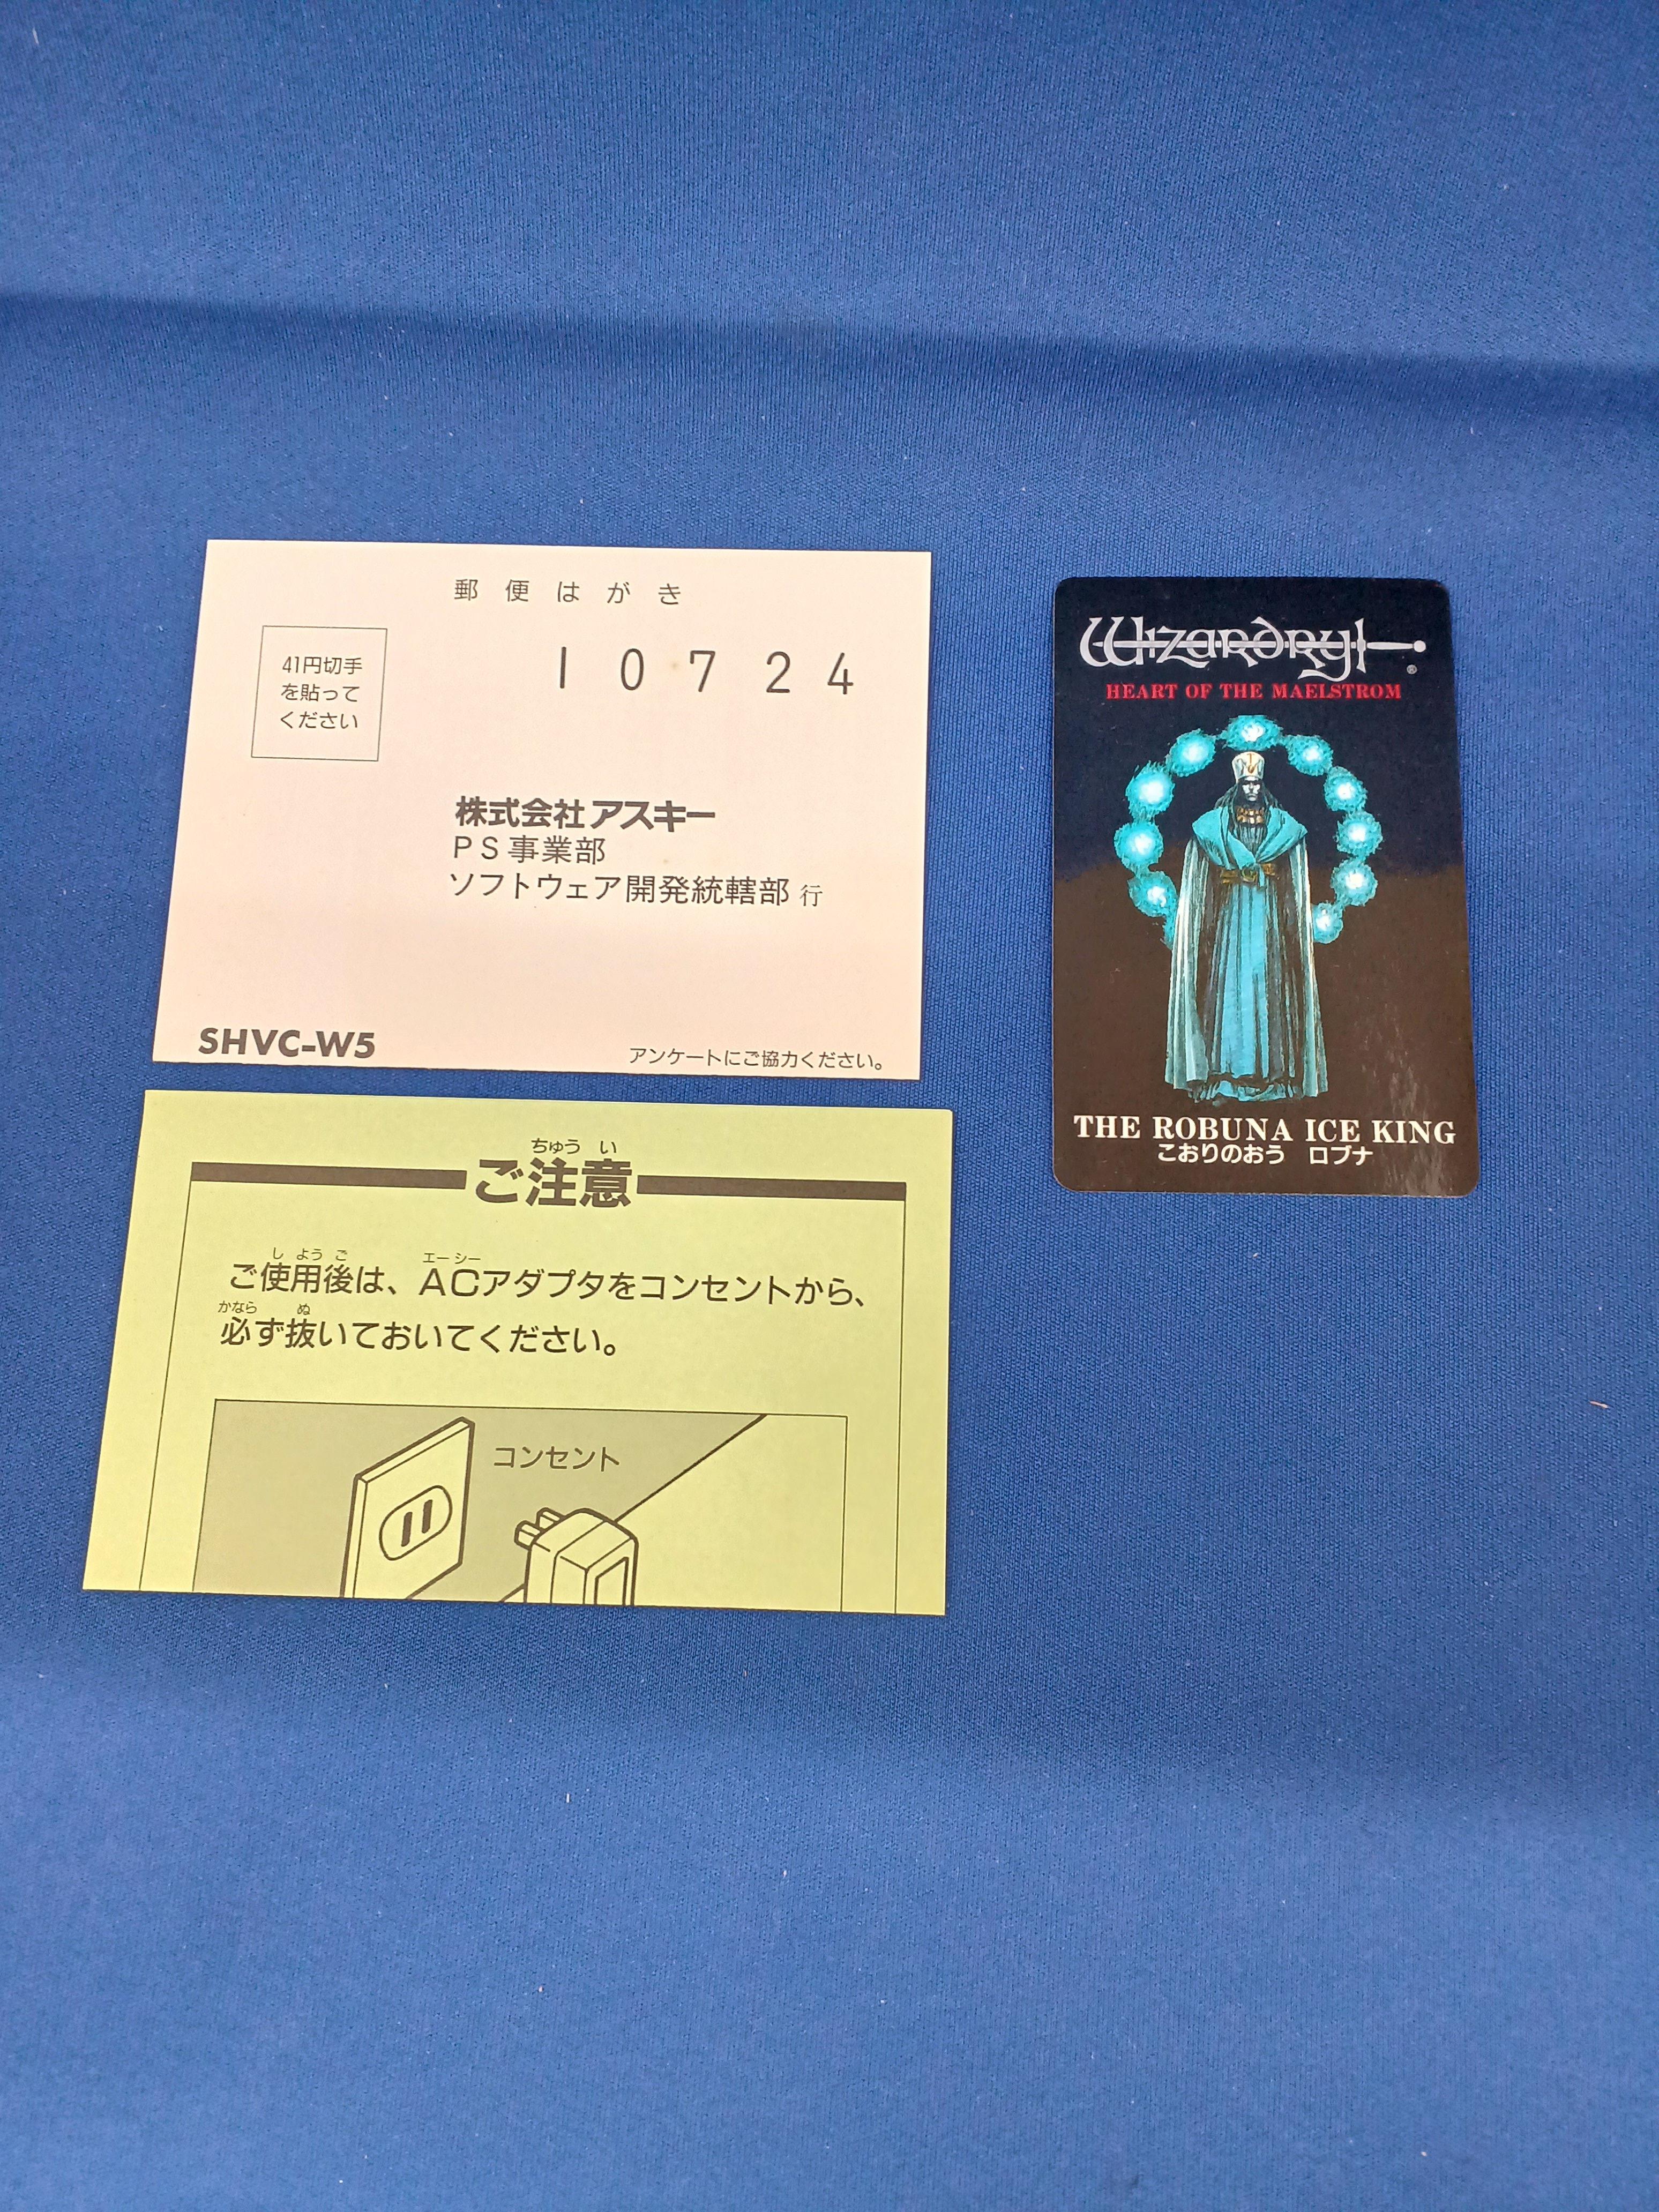 郵便はがき
41円切手
を貼って
ください
10724
株式会社アスキー
PS事業部
ソフトウェア開発統轄部 行
SHVC-W5
アンケートにご協力ください。
ちゅうい
ご注意
しようご エーシー
ご使用後は、ACアダプタをコンセントから、
かなら ぬ
必ず抜いておいてください。
コンセント
Wizardry
®
HEART OF THE MAELSTROM
THE ROBUNA ICE KING
こおりのおう ロブナ